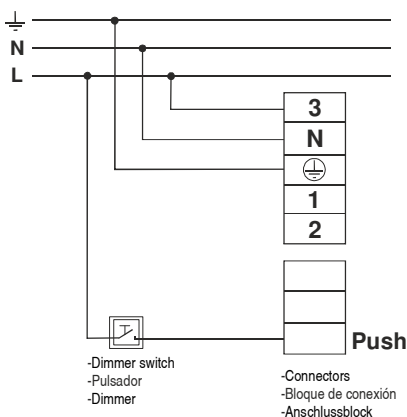 N
L
3
N
1
2
Push
-Dimmer switch
-Pulsador
-Dimmer
-Connectors
-Bloque de conexión
-Anschlussblock